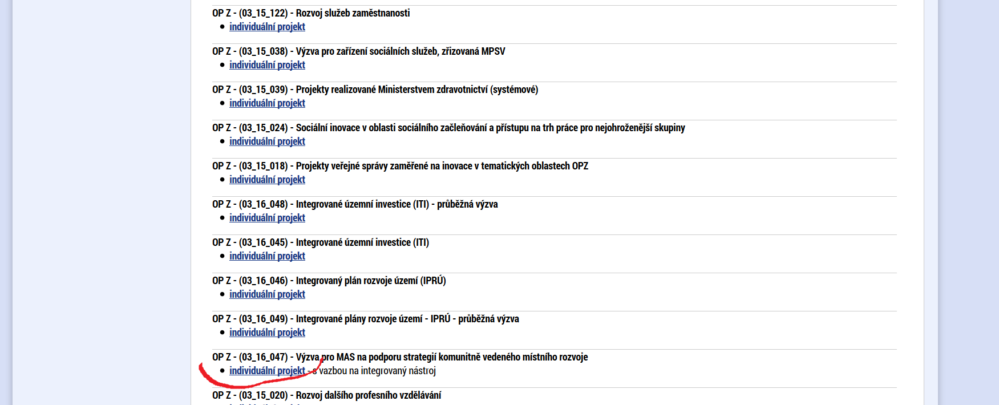 OP Z - (03_15_122) - Rozvoj služeb zaměstnanosti
• individuální projekt
OP Z - (03_15_038) - Výzva pro zařízení sociálních služeb, zřizovaná MPSV
• individuální projekt
OP Z - (03_15_039) - Projekty realizované Ministerstvem zdravotnictví (systémové)
• individuální projekt
OP Z - (03_15_024) - Sociální inovace v oblasti sociálního začleňování a přístupu na trh práce pro nejohroženější skupiny
• individuální projekt
OP Z - (03_15_018) - Projekty veřejné správy zaměřené na inovace v tematických oblastech OPZ
• individuální projekt
OP Z - (03_16_048) - Integrované územní investice (ITI) - průběžná výzva
• individuální projekt
OP Z - (03_16_045) - Integrované územní investice (ITI)
• individuální projekt
OP Z - (03_16_046) - Integrovaný plán rozvoje území (IPRÚ)
• individuální projekt
OP Z - (03_16_049) - Integrované plány rozvoje území - IPRÚ - průběžná výzva
• individuální projekt
OP Z - (03_16_047) - Výzva pro MAS na podporu strategií komunitně vedeného místního rozvoje
• individuální projekt - s vazbou na integrovaný nástroj
OP Z - (03_15_020) - Rozvoj dalšího profesního vzdělávání